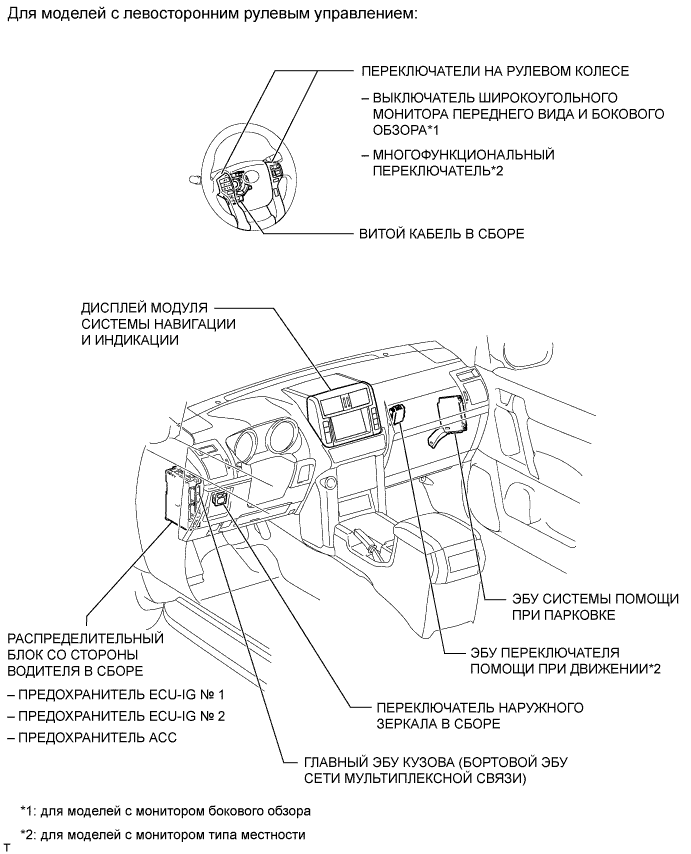 Для моделей с левосторонним рулевым управлением:
ПЕРЕКЛЮЧАТЕЛИ НА РУЛЕВОМ КОЛЕСЕ
– ВЫКЛЮЧАТЕЛЬ ШИРОКОУГОЛЬНОГО
МОНИТОРА ПЕРЕДНЕГО ВИДА И БОКОВОГО
ОБЗОРА*1
– МНОГОФУНКЦИОНАЛЬНЫЙ
ПЕРЕКЛЮЧАТЕЛЬ*2
ВИТОЙ КАБЕЛЬ В СБОРЕ
ДИСПЛЕЙ МОДУЛЯ
СИСТЕМЫ НАВИГАЦИИ
И ИНДИКАЦИИ
ЭБУ СИСТЕМЫ ПОМОЩИ
ПРИ ПАРКОВКЕ
РАСПРЕДЕЛИТЕЛЬНЫЙ
БЛОК СО СТОРОНЫ
ВОДИТЕЛЯ В СБОРЕ
– ПРЕДОХРАНИТЕЛЬ ECU-IG № 1
– ПРЕДОХРАНИТЕЛЬ ECU-IG № 2
– ПРЕДОХРАНИТЕЛЬ ACC
ЭБУ ПЕРЕКЛЮЧАТЕЛЯ
ПОМОЩИ ПРИ ДВИЖЕНИИ*2
ПЕРЕКЛЮЧАТЕЛЬ НАРУЖНОГО
ЗЕРКАЛА В СБОРЕ
ГЛАВНЫЙ ЭБУ КУЗОВА (БОРТОВОЙ ЭБУ
СЕТИ МУЛЬТИПЛЕКСНОЙ СВЯЗИ)
*1: для моделей с монитором бокового обзора
*2: для моделей с монитором типа местности
T